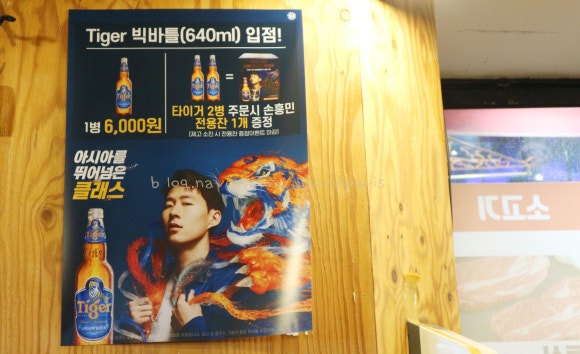 Tiger 빅바틀(640ml) 입점!
1병 6,000원
=
타이거 2병 주문시 손흥민
전용잔 1개 증정
(재고 소진 시 전용잔 증정이벤트 마감)
아시아를
뛰어넘은
클래스
Tiger
소고기